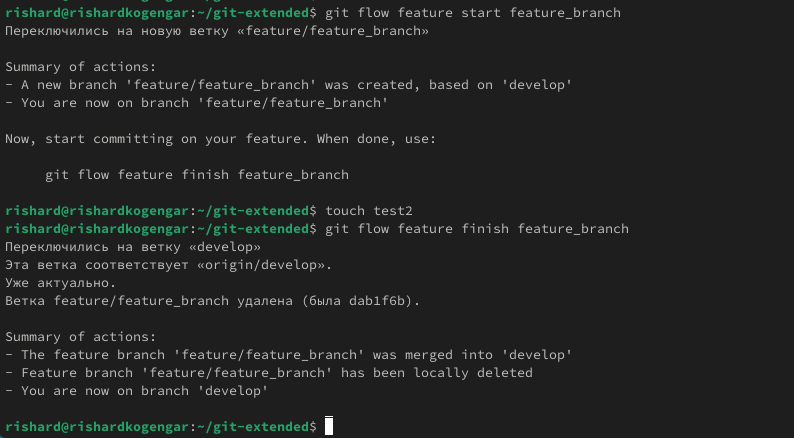 rishard@rishardkogengar:~/git-extended$ git flow feature start feature_branch
Переключились на новую ветку «feature/feature_branch»
Summary of actions:
- A new branch 'feature/feature_branch' was created, based on 'develop'
- You are now on branch 'feature/feature_branch'
Now, start committing on your feature. When done, use:
git flow feature finish feature_branch
rishard@rishardkogengar:~/git-extended$ touch test2
rishard@rishardkogengar:~/git-extended$ git flow feature finish feature_branch
Переключились на ветку «develop»
Эта ветка соответствует «origin/develop».
Уже актуально.
Ветка feature/feature_branch удалена (была dab1f6b).
Summary of actions:
- The feature branch 'feature/feature_branch' was merged into 'develop'
- Feature branch 'feature/feature_branch' has been locally deleted
- You are now on branch 'develop'
rishard@rishardkogengar:~/git-extended$